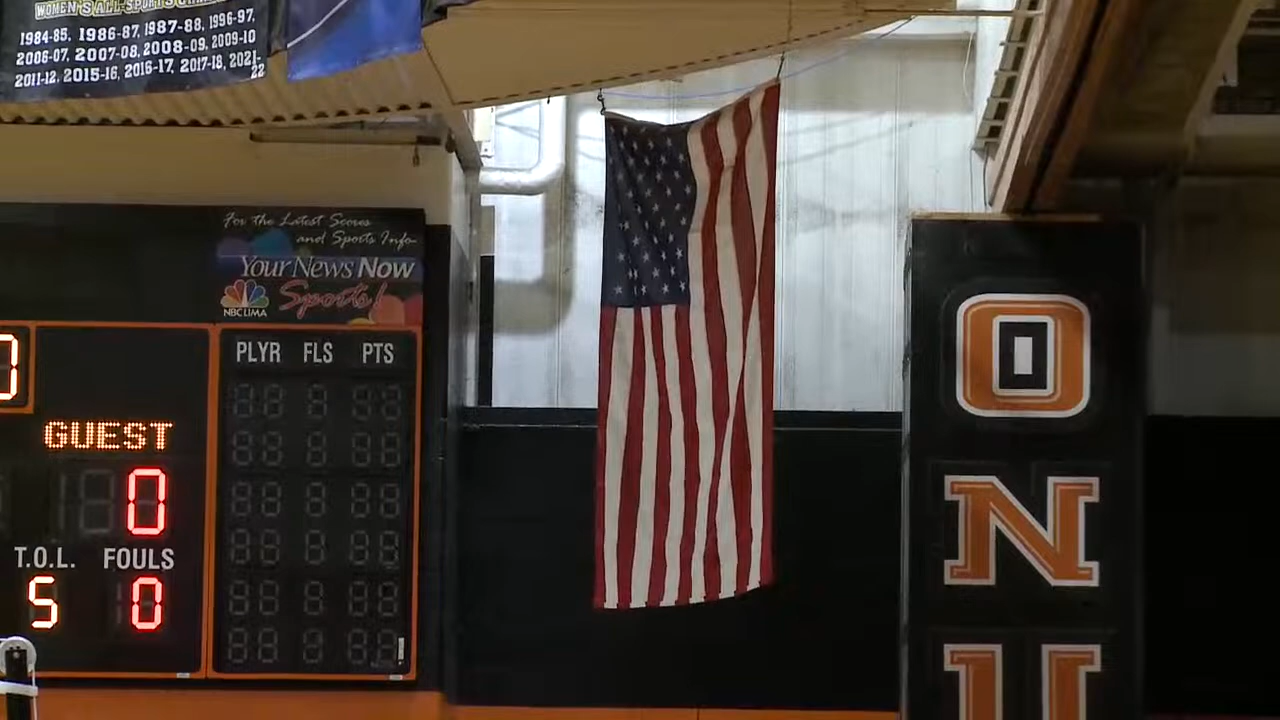 WOMEN'S ALL-SPORTS
1984-85, 1986-87, 1987-88, 1996-97,
2006-07, 2007-08, 2008-09, 2009-10
2011-12, 2015-16, 2016-17, 2017-18, 2021-
22
For the Latest Scores
and Sports Info
Your News Now
Sports!
NBC LIMA
PLYR FLS PTS
0
GUEST
0
T.O.L. FOULS
5 0
O
N
U